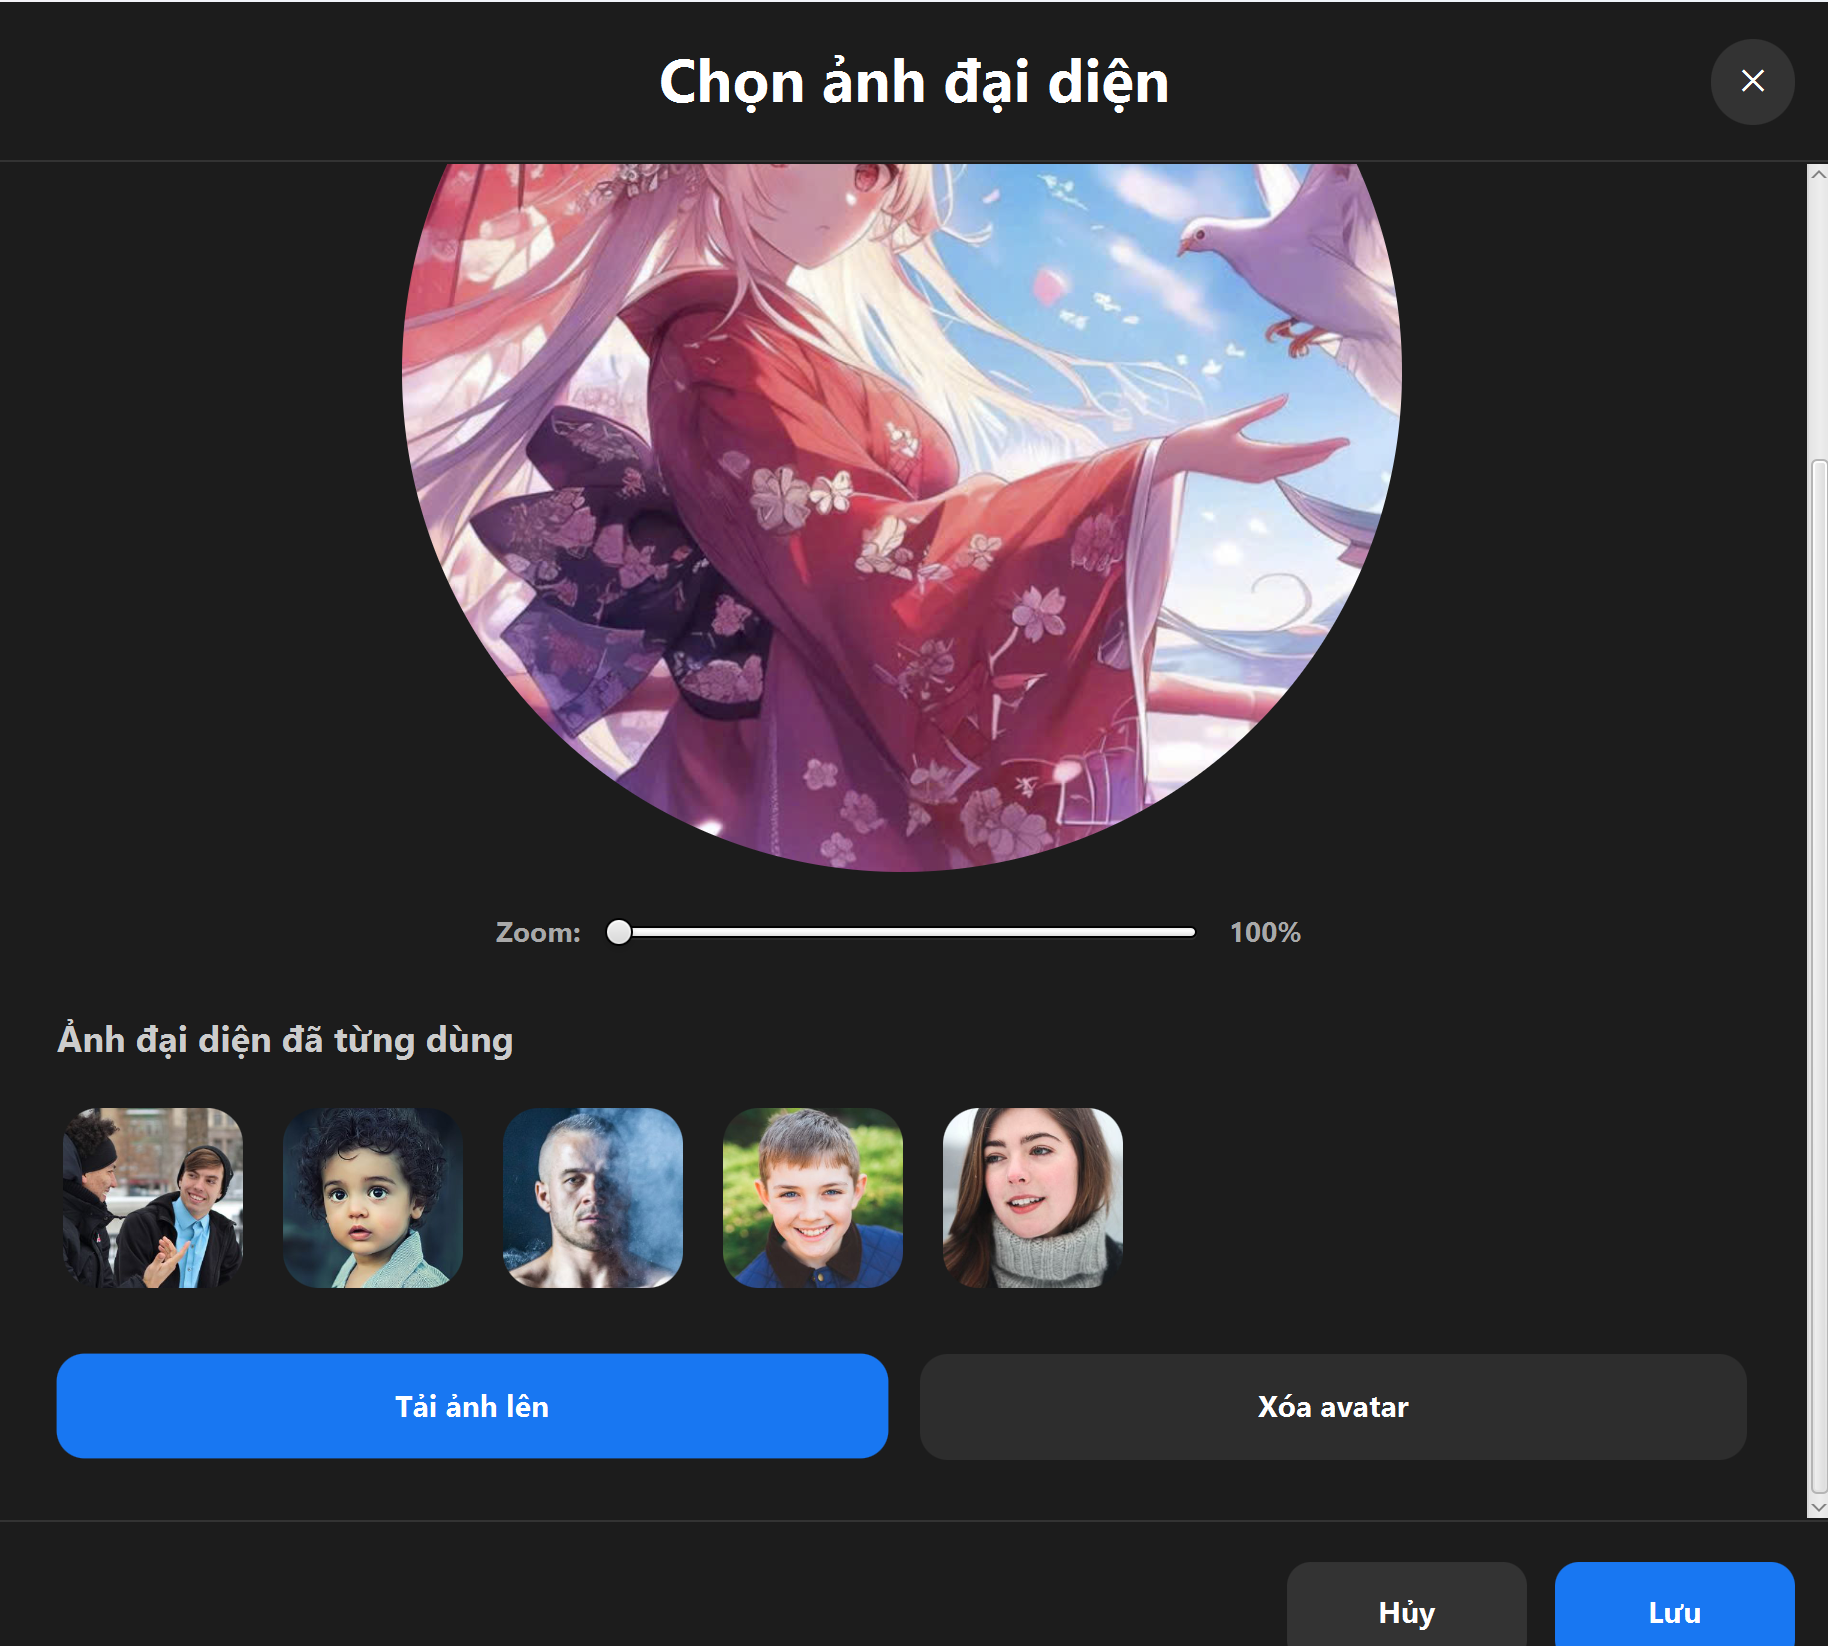 Chọn ảnh đại diện
Zoom:
100%
Ảnh đại diện đã từng dùng
Tải ảnh lên
Xóa avatar
Hủy
Lưu